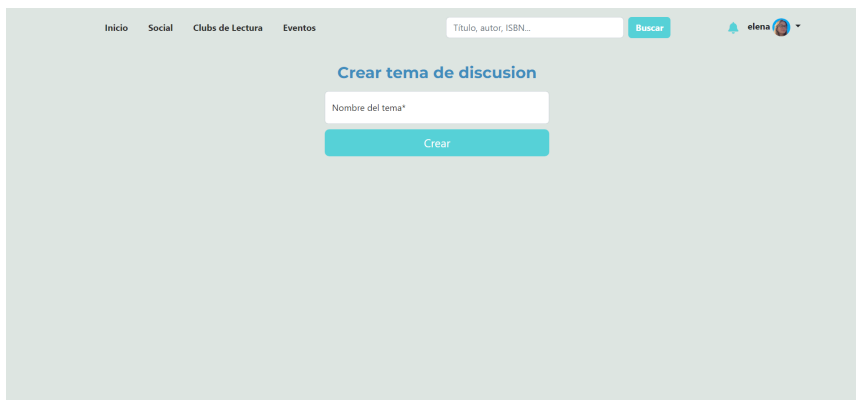 Inicio Social Clubs de Lectura Eventos Título, autor, ISBN... Buscar elena
Crear tema de discusion
Nombre del tema*
Crear